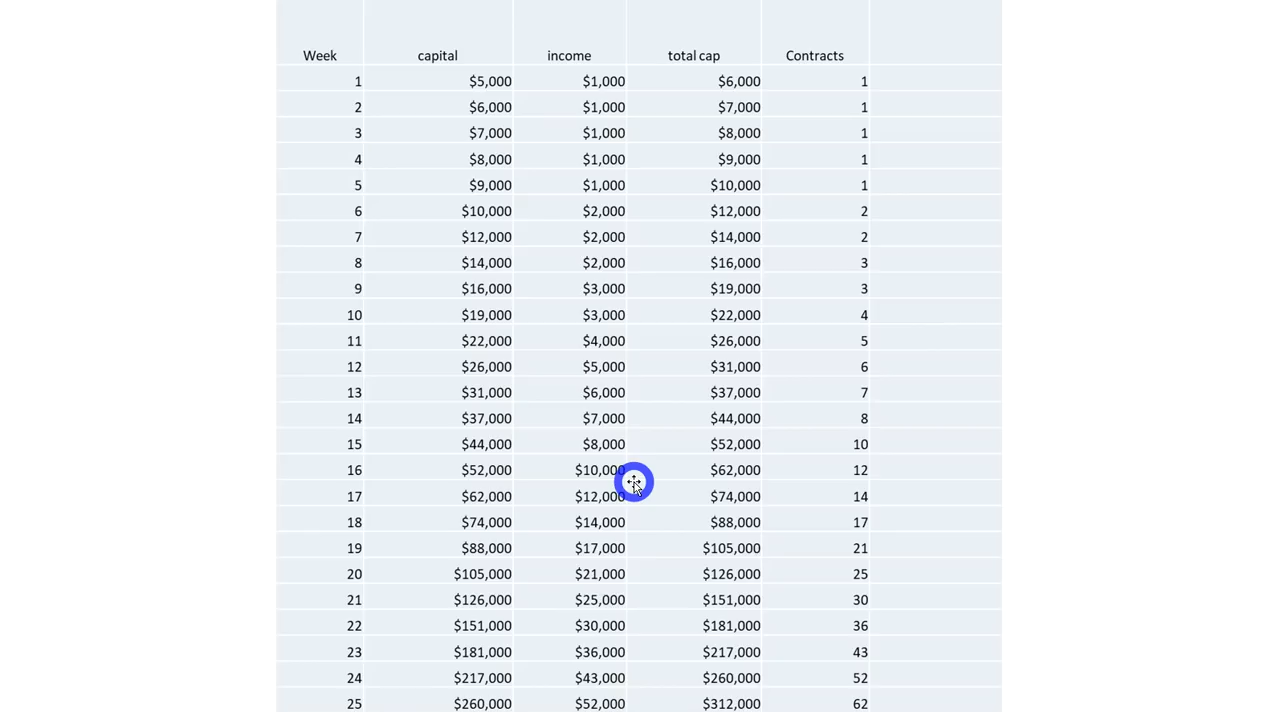 Week capital income total cap Contracts
1 $5,000 $1,000 $6,000 1
2 $6,000 $1,000 $7,000 1
3 $7,000 $1,000 $8,000 1
4 $8,000 $1,000 $9,000 1
5 $9,000 $1,000 $10,000 1
6 $10,000 $2,000 $12,000 2
7 $12,000 $2,000 $14,000 2
8 $14,000 $2,000 $16,000 3
9 $16,000 $3,000 $19,000 3
10 $19,000 $3,000 $22,000 4
11 $22,000 $4,000 $26,000 5
12 $26,000 $5,000 $31,000 6
13 $31,000 $6,000 $37,000 7
14 $37,000 $7,000 $44,000 8
15 $44,000 $8,000 $52,000 10
16 $52,000 $10,000 $62,000 12
17 $62,000 $12,000 $74,000 14
18 $74,000 $14,000 $88,000 17
19 $88,000 $17,000 $105,000 21
20 $105,000 $21,000 $126,000 25
21 $126,000 $25,000 $151,000 30
22 $151,000 $30,000 $181,000 36
23 $181,000 $36,000 $217,000 43
24 $217,000 $43,000 $260,000 52
25 $260,000 $52,000 $312,000 62